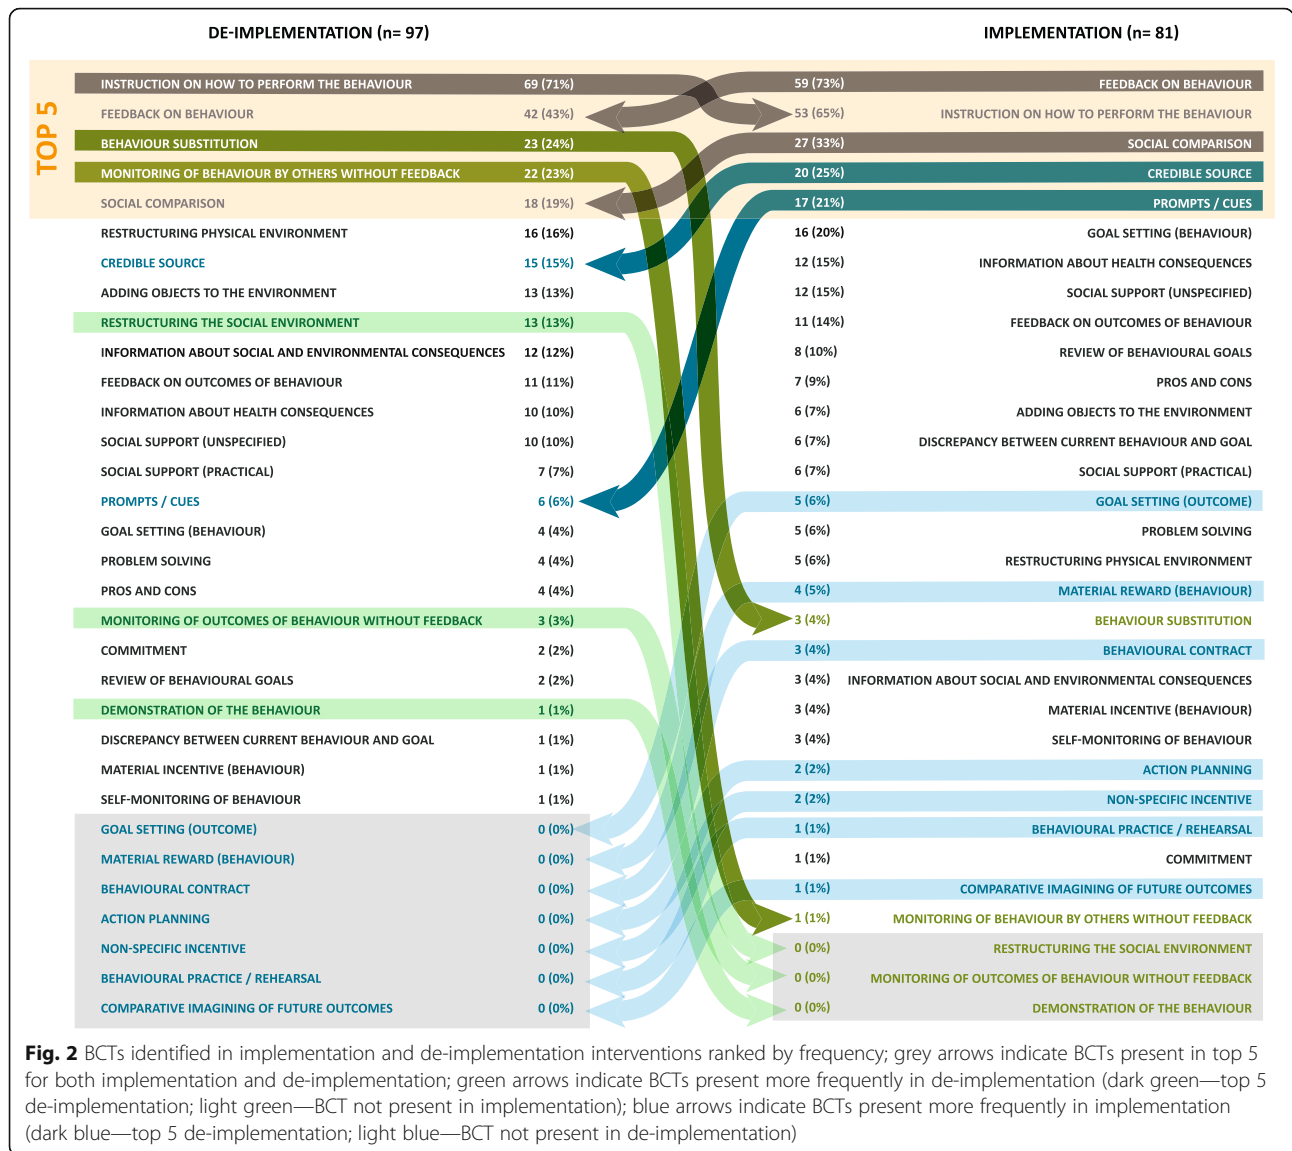 DE-IMPLEMENTATION (n= 97)
IMPLEMENTATION (n= 81)
TOP 5
INSTRUCTION ON HOW TO PERFORM THE BEHAVIOUR 69 (71%)
FEEDBACK ON BEHAVIOUR 42 (43%)
BEHAVIOUR SUBSTITUTION 23 (24%)
MONITORING OF BEHAVIOUR BY OTHERS WITHOUT FEEDBACK 22 (23%)
SOCIAL COMPARISON 18 (19%)
RESTRUCTURING PHYSICAL ENVIRONMENT 16 (16%)
CREDIBLE SOURCE 15 (15%)
ADDING OBJECTS TO THE ENVIRONMENT 13 (13%)
RESTRUCTURING THE SOCIAL ENVIRONMENT 13 (13%)
INFORMATION ABOUT SOCIAL AND ENVIRONMENTAL CONSEQUENCES 12 (12%)
FEEDBACK ON OUTCOMES OF BEHAVIOUR 11 (11%)
INFORMATION ABOUT HEALTH CONSEQUENCES 10 (10%)
SOCIAL SUPPORT (UNSPECIFIED) 10 (10%)
SOCIAL SUPPORT (PRACTICAL) 7 (7%)
PROMPTS / CUES 6 (6%)
GOAL SETTING (BEHAVIOUR) 4 (4%)
PROBLEM SOLVING 4 (4%)
PROS AND CONS 4 (4%)
MONITORING OF OUTCOMES OF BEHAVIOUR WITHOUT FEEDBACK 3 (3%)
COMMITMENT 2 (2%)
REVIEW OF BEHAVIOURAL GOALS 2 (2%)
DEMONSTRATION OF THE BEHAVIOUR 1 (1%)
DISCREPANCY BETWEEN CURRENT BEHAVIOUR AND GOAL 1 (1%)
MATERIAL INCENTIVE (BEHAVIOUR) 1 (1%)
SELF-MONITORING OF BEHAVIOUR 1 (1%)
GOAL SETTING (OUTCOME) 0 (0%)
MATERIAL REWARD (BEHAVIOUR) 0 (0%)
BEHAVIOURAL CONTRACT 0 (0%)
ACTION PLANNING 0 (0%)
NON-SPECIFIC INCENTIVE 0 (0%)
BEHAVIOURAL PRACTICE / REHEARSAL 0 (0%)
COMPARATIVE IMAGINING OF FUTURE OUTCOMES 0 (0%)
59 (73%) FEEDBACK ON BEHAVIOUR
53 (65%) INSTRUCTION ON HOW TO PERFORM THE BEHAVIOUR
27 (33%) SOCIAL COMPARISON
20 (25%) CREDIBLE SOURCE
17 (21%) PROMPTS / CUES
16 (20%) GOAL SETTING (BEHAVIOUR)
12 (15%) INFORMATION ABOUT HEALTH CONSEQUENCES
12 (15%) SOCIAL SUPPORT (UNSPECIFIED)
11 (14%) FEEDBACK ON OUTCOMES OF BEHAVIOUR
8 (10%) REVIEW OF BEHAVIOURAL GOALS
7 (9%) PROS AND CONS
6 (7%) ADDING OBJECTS TO THE ENVIRONMENT
6 (7%) DISCREPANCY BETWEEN CURRENT BEHAVIOUR AND GOAL
6 (7%) SOCIAL SUPPORT (PRACTICAL)
5 (6%) GOAL SETTING (OUTCOME)
5 (6%) PROBLEM SOLVING
5 (6%) RESTRUCTURING PHYSICAL ENVIRONMENT
4 (5%) MATERIAL REWARD (BEHAVIOUR)
3 (4%) BEHAVIOUR SUBSTITUTION
3 (4%) BEHAVIOURAL CONTRACT
3 (4%) INFORMATION ABOUT SOCIAL AND ENVIRONMENTAL CONSEQUENCES
3 (4%) MATERIAL INCENTIVE (BEHAVIOUR)
3 (4%) SELF-MONITORING OF BEHAVIOUR
2 (2%) ACTION PLANNING
2 (2%) NON-SPECIFIC INCENTIVE
1 (1%) BEHAVIOURAL PRACTICE / REHEARSAL
1 (1%) COMMITMENT
1 (1%) COMPARATIVE IMAGINING OF FUTURE OUTCOMES
1 (1%) MONITORING OF BEHAVIOUR BY OTHERS WITHOUT FEEDBACK
0 (0%) RESTRUCTURING THE SOCIAL ENVIRONMENT
0 (0%) MONITORING OF OUTCOMES OF BEHAVIOUR WITHOUT FEEDBACK
0 (0%) DEMONSTRATION OF THE BEHAVIOUR
Fig. 2 BCTs identified in implementation and de-implementation interventions ranked by frequency; grey arrows indicate BCTs present in top 5
for both implementation and de-implementation; green arrows indicate BCTs present more frequently in de-implementation (dark green—top 5
de-implementation; light green—BCT not present in implementation); blue arrows indicate BCTs present more frequently in implementation
(dark blue—top 5 de-implementation; light blue—BCT not present in de-implementation)